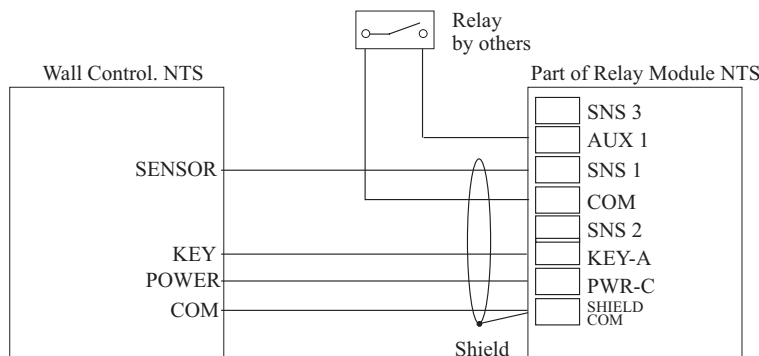 Relay
by others
Wall Control. NTS
Part of Relay Module NTS
SNS 3
AUX 1
SENSOR
SNS 1
COM
SNS 2
KEY
KEY-A
POWER
PWR-C
COM
SHIELD
COM
Shield